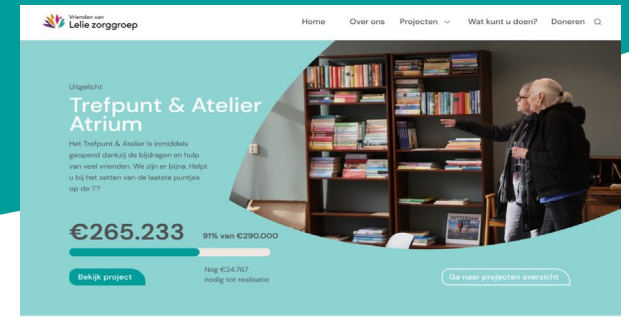 Vrienden van
Lelie zorggroep
Home Over ons Projecten Wat kunt u doen? Doneren
Uitgelicht
Trefpunt & Atelier
Atrium
Het Trefpunt & Atelier is inmiddels
geopend dankzij de bijdragen en hulp
van veel vrienden. We zijn er bijna. Helpt
u bij het zetten van de laatste puntjes
op de 'i'?
€265.233 91% van €290.000
Nog €24.767
nodig tot realisatie
Bekijk project
Ga naar projecten overzicht
ROTTERDAM